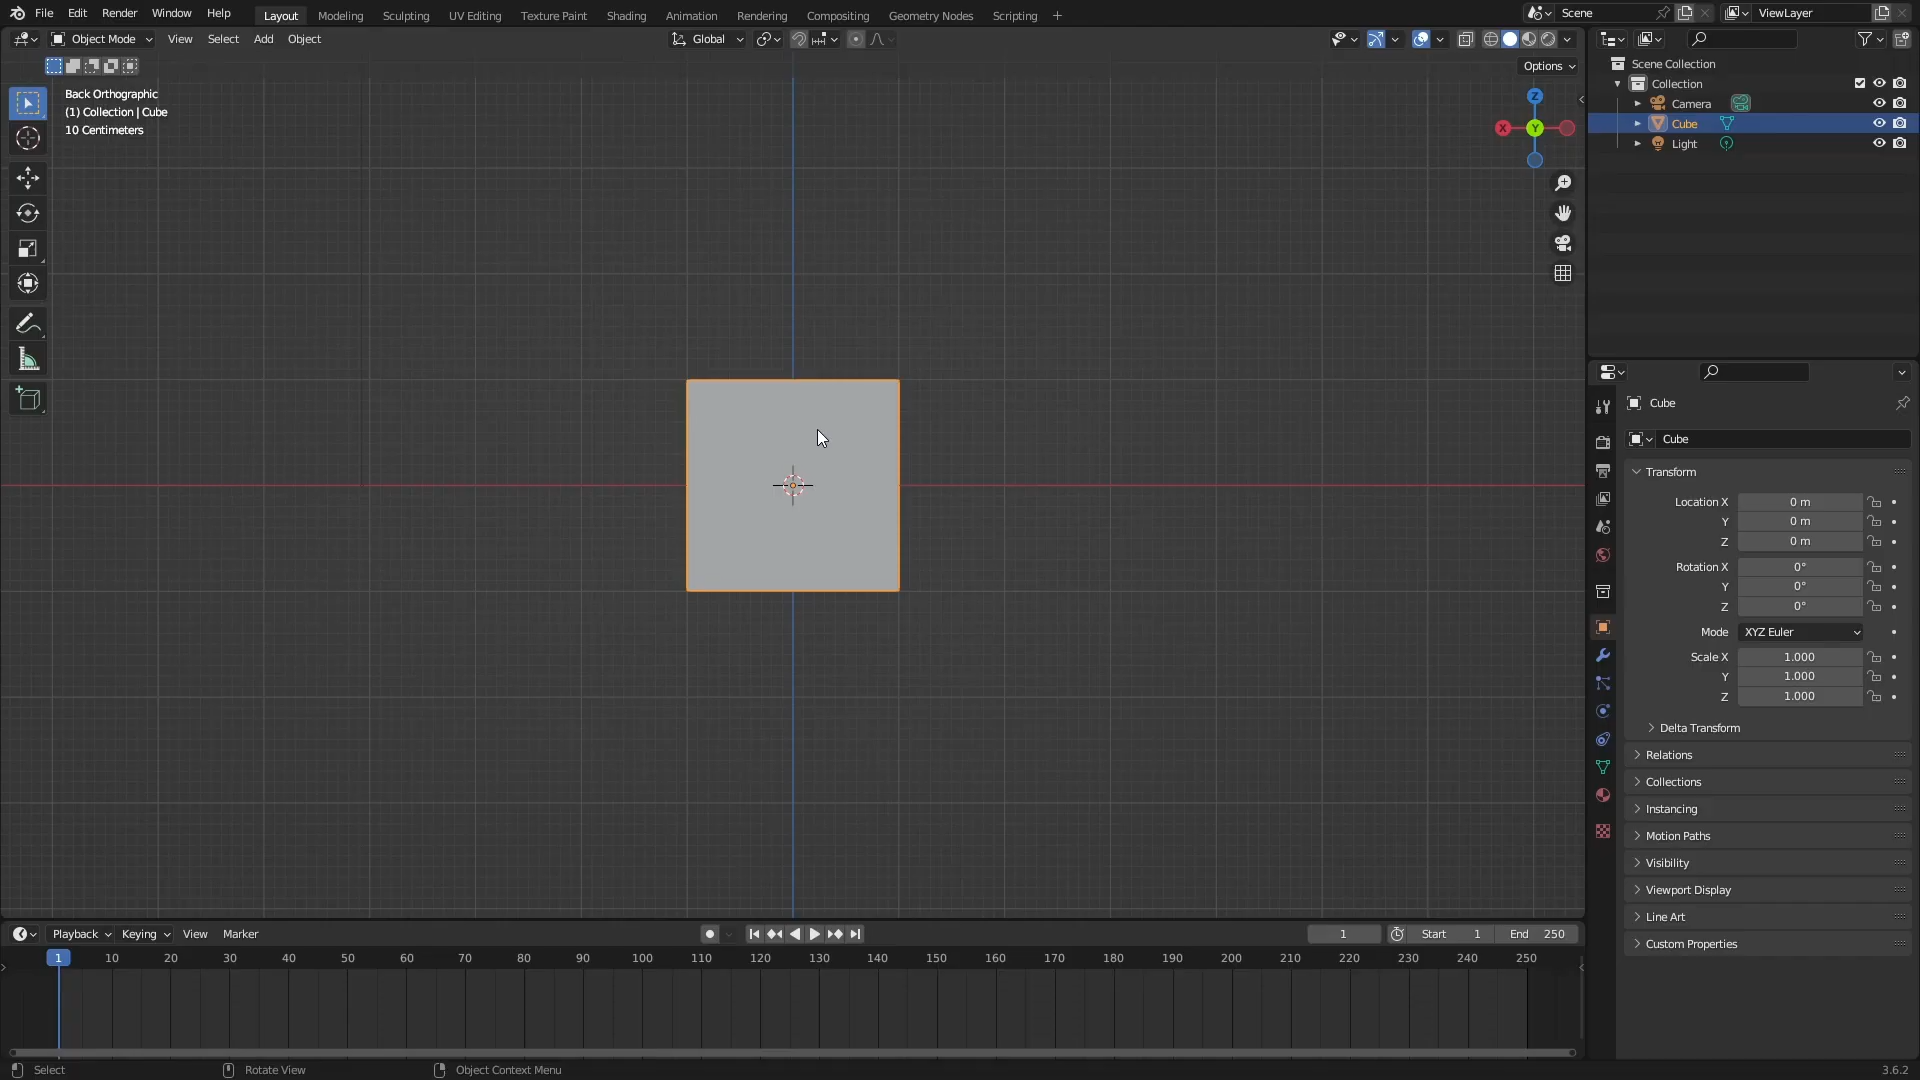 File Edit Render Window Help Layout Modeling Sculpting UV Editing Texture Paint Shading Animation Rendering Compositing Geometry Nodes Scripting + Scene ViewLayer
Object Mode View Select Add Object Global
Options
Back Orthographic
(1) Collection | Cube
10 Centimeters
Z
X
Y
Scene Collection
Collection
Camera
Cube
Light
Cube
Cube
Transform
Location X 0 m
Y 0 m
Z 0 m
Rotation X 0°
Y 0°
Z 0°
Mode XYZ Euler
Scale X 1.000
Y 1.000
Z 1.000
Delta Transform
Relations
Collections
Instancing
Motion Paths
Visibility
Viewport Display
Line Art
Custom Properties
Playback Keying View Marker 1 Start 1 End 250
1 10 20 30 40 50 60 70 80 90 100 110 120 130 140 150 160 170 180 190 200 210 220 230 240 250
Select Rotate View Object Context Menu 3.6.2